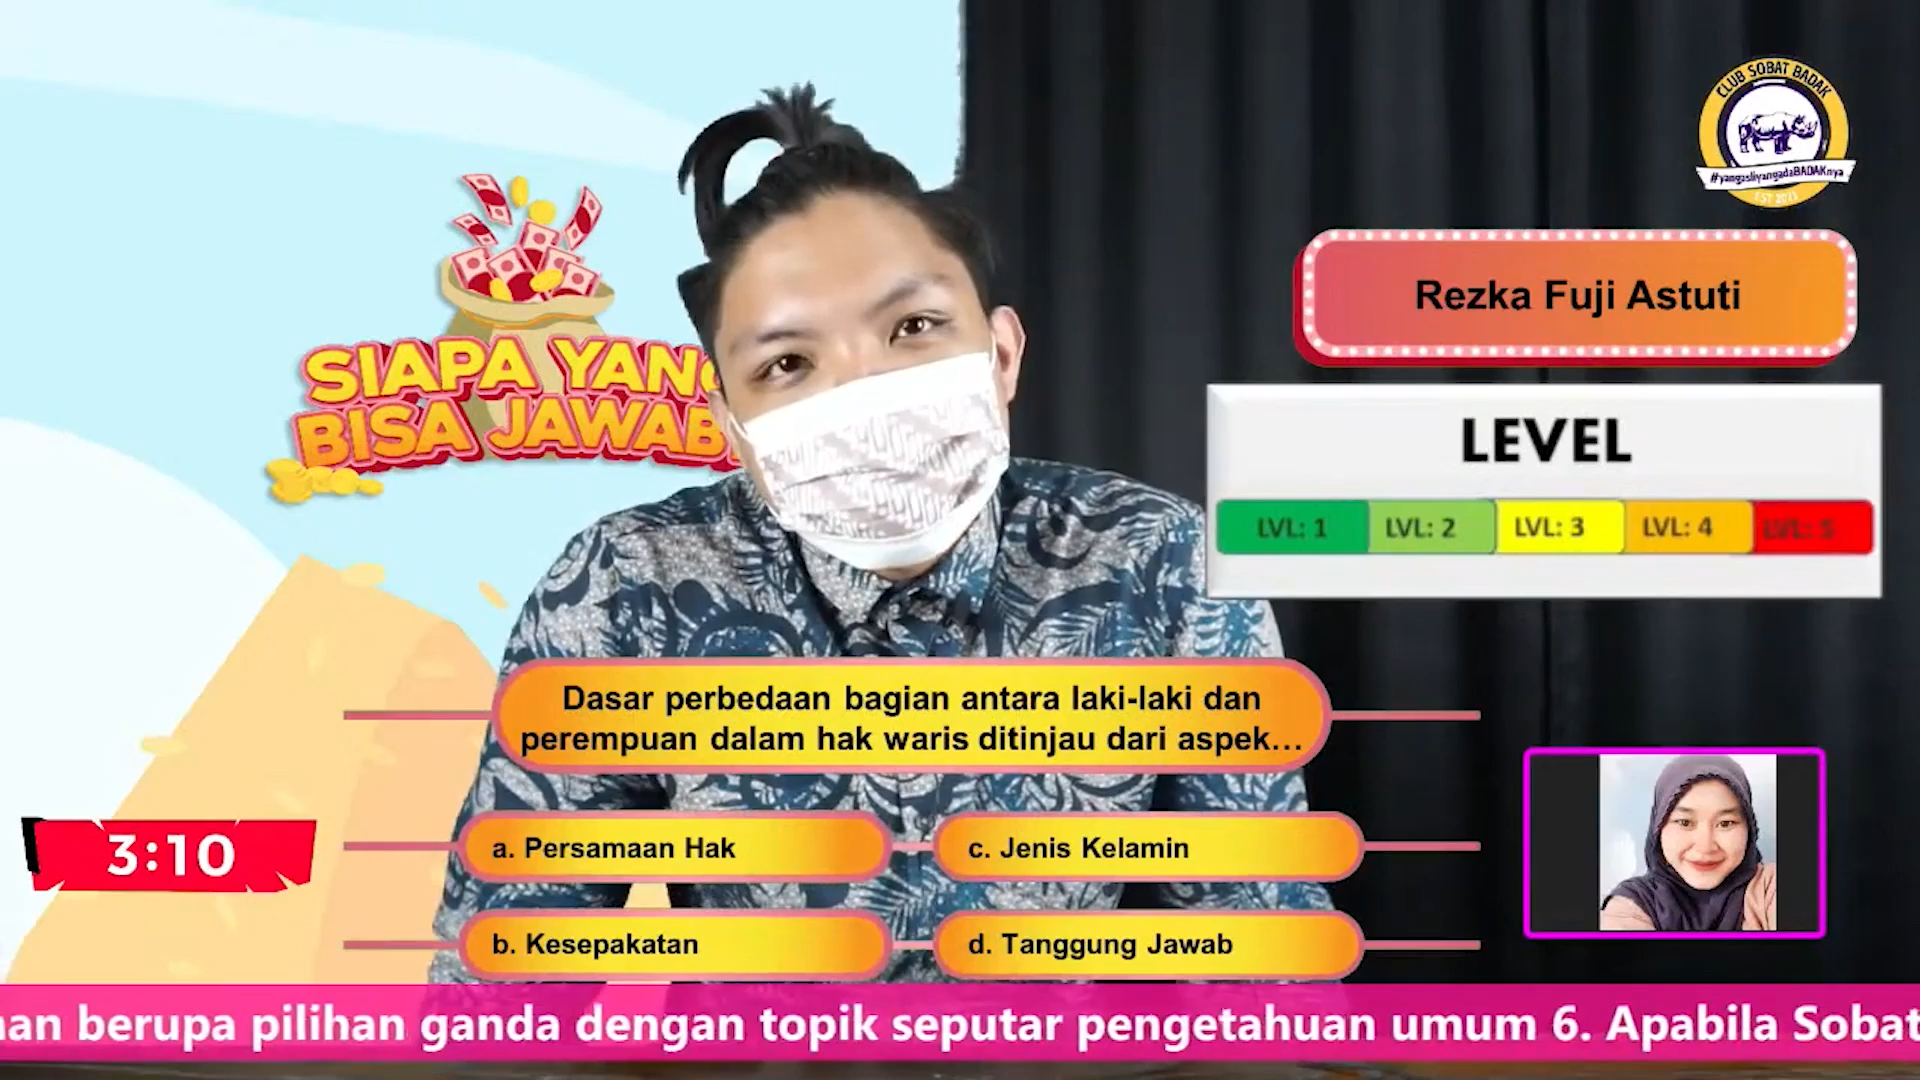 CLUB SOBAT BADAK
#yangasliyangadaBADAKnya
SIAPA YANG
BISA JAWAB
Rezka Fuji Astuti
LEVEL
LVL: 1 LVL: 2 LVL: 3 LVL: 4 LVL: 5
Dasar perbedaan bagian antara laki-laki dan
perempuan dalam hak waris ditinjau dari aspek...
3:10
a. Persamaan Hak
c. Jenis Kelamin
b. Kesepakatan
d. Tanggung Jawab
berupa pilihan ganda dengan topik seputar pengetahuan umum 6. Apabila Sobat